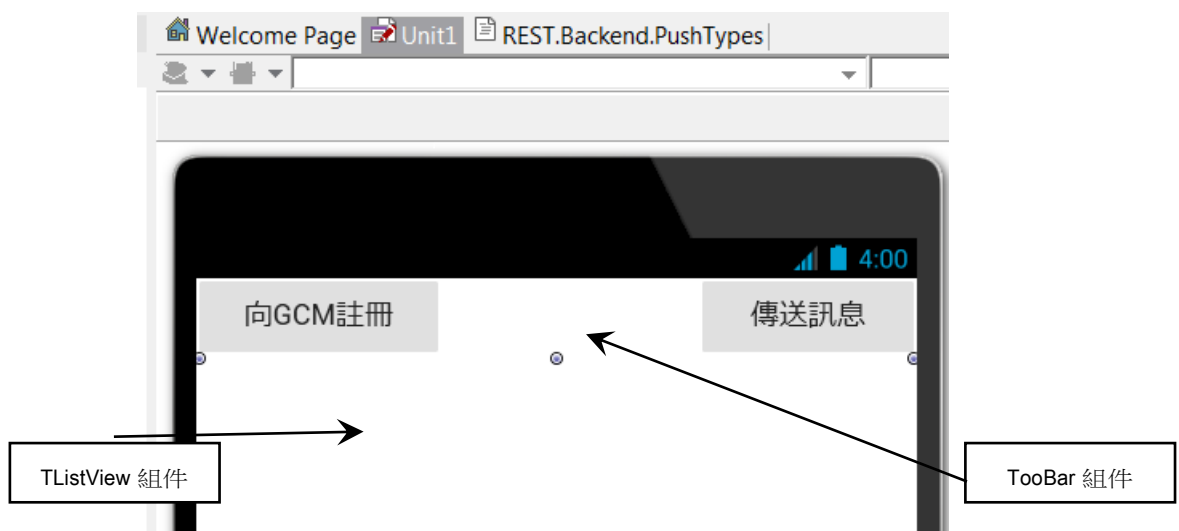 Welcome Page Unit1 REST.Backend.PushTypes
4:00
向GCM註冊 傳送訊息
TListView 組件
TooBar 組件